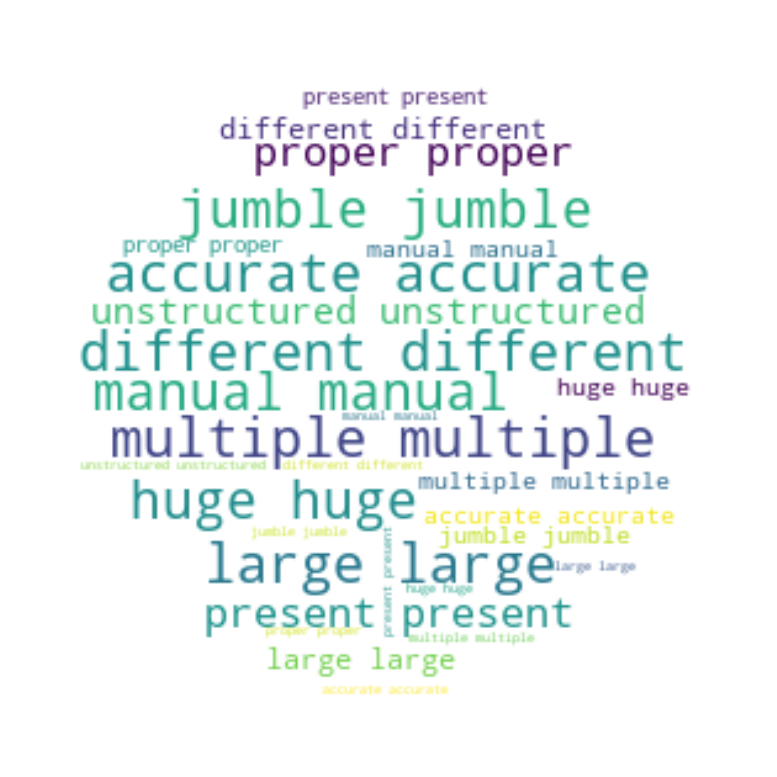 present present
different different
proper proper
jumble jumble
proper proper
manual manual
accurate accurate
unstructured unstructured
different different
manual manual
huge huge
manual manual
multiple multiple
unstructured unstructured
different different
multiple multiple
huge huge
accurate accurate
jumble jumble
jumble jumble
large large
large large
present present
huge huge
present present
proper proper
multiple multiple
large large
accurate accurate